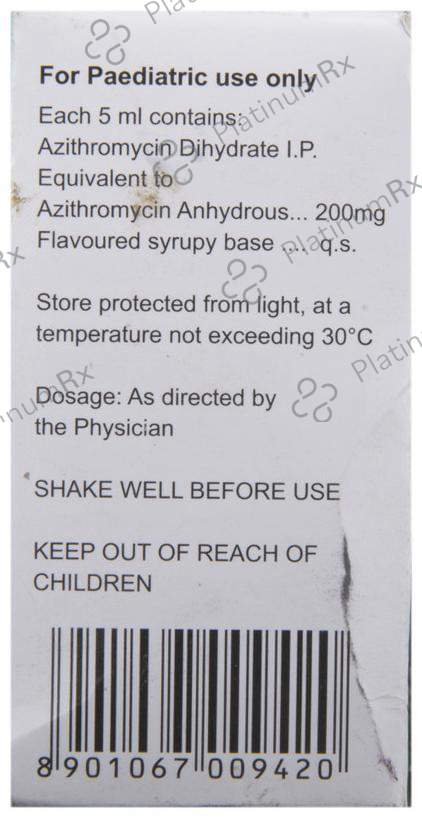 For Paediatric use only
Each 5 ml contains:
Azithromycin Dihydrate I.P.
Equivalent to
Azithromycin Anhydrous... 200mg
Flavoured syrupy base .... q.s.
Store protected from light, at a
temperature not exceeding 30°C
Dosage: As directed by
the Physician
SHAKE WELL BEFORE USE
KEEP OUT OF REACH OF
CHILDREN
8 901067 009420
PlatinumRx
PlatinumRx